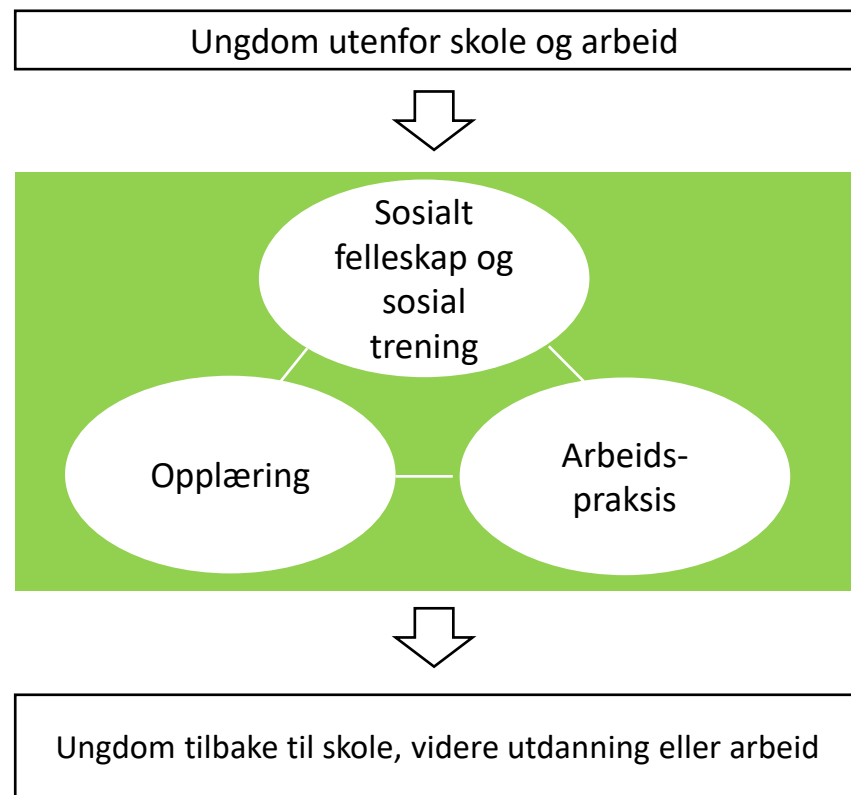 Ungdom utenfor skole og arbeid
Sosialt
felleskap og
sosial
trening
Opplæring
Arbeids-
praksis
Ungdom tilbake til skole, videre utdanning eller arbeid